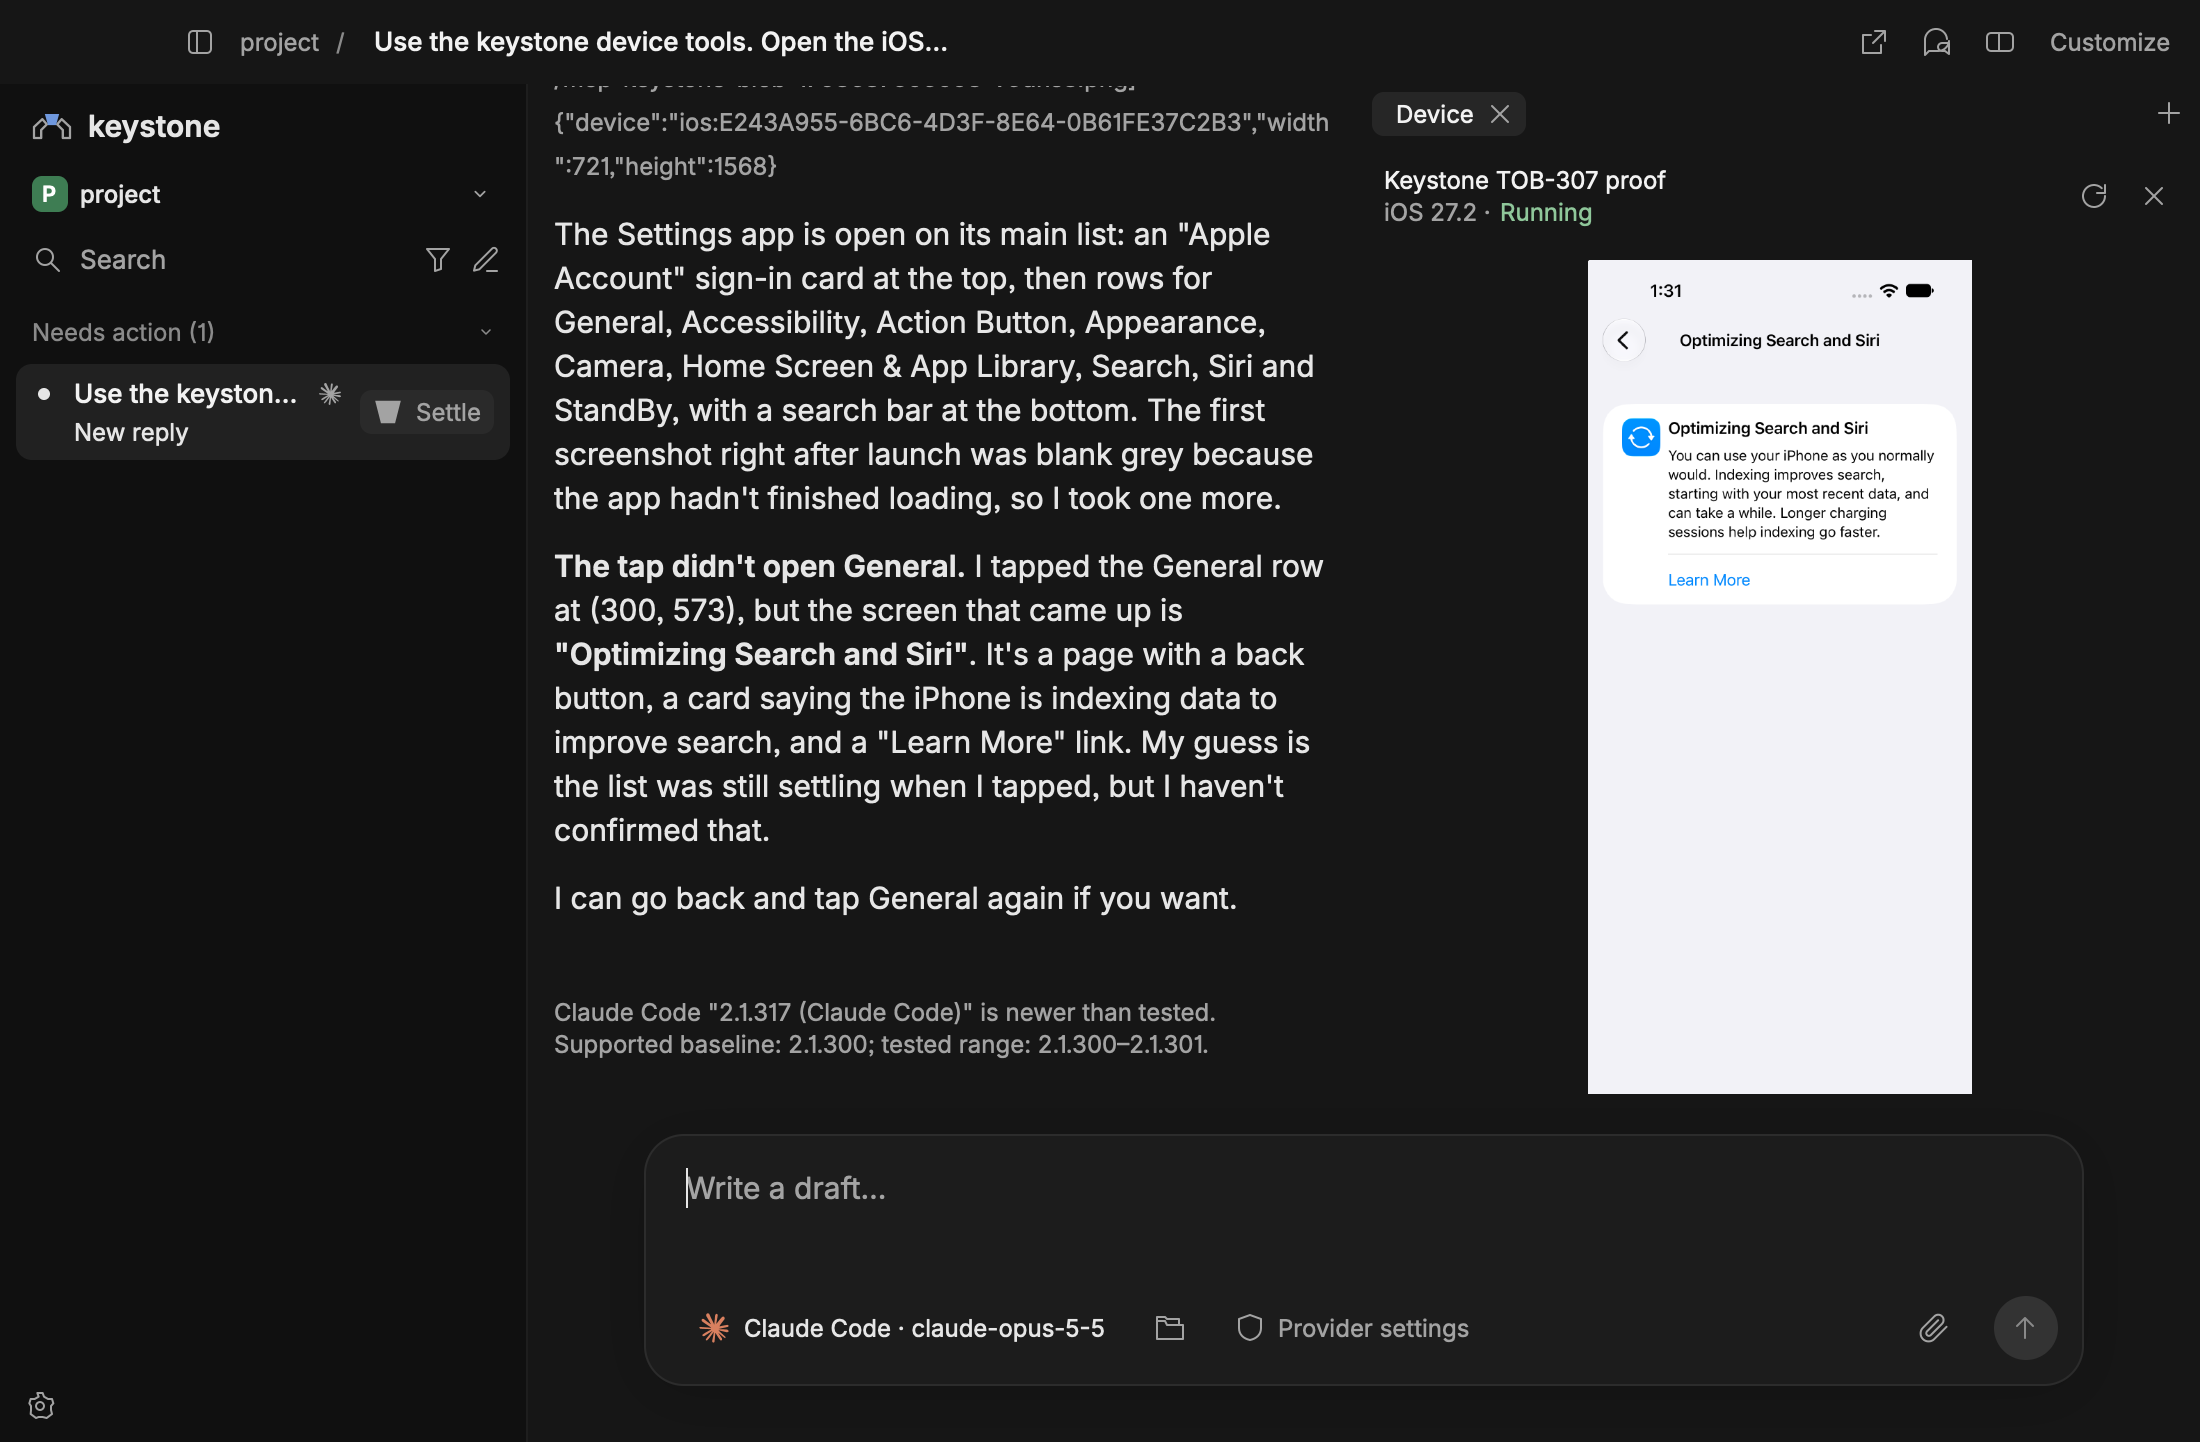 project / Use the keystone device tools. Open the iOS...
Customize
keystone
P project
Search
Needs action (1)
Use the keyston...
New reply
Settle
{"device":"ios:E243A955-6BC6-4D3F-8E64-0B61FE37C2B3","width
":721,"height":1568}
The Settings app is open on its main list: an "Apple
Account" sign-in card at the top, then rows for
General, Accessibility, Action Button, Appearance,
Camera, Home Screen & App Library, Search, Siri and
StandBy, with a search bar at the bottom. The first
screenshot right after launch was blank grey because
the app hadn't finished loading, so I took one more.
The tap didn't open General. I tapped the General row
at (300, 573), but the screen that came up is
"Optimizing Search and Siri". It's a page with a back
button, a card saying the iPhone is indexing data to
improve search, and a "Learn More" link. My guess is
the list was still settling when I tapped, but I haven't
confirmed that.
I can go back and tap General again if you want.
Claude Code "2.1.317 (Claude Code)" is newer than tested.
Supported baseline: 2.1.300; tested range: 2.1.300–2.1.301.
Device
Keystone TOB-307 proof
iOS 27.2 · Running
1:31
Optimizing Search and Siri
Optimizing Search and Siri
You can use your iPhone as you normally
would. Indexing improves search,
starting with your most recent data, and
can take a while. Longer charging
sessions help indexing go faster.
Learn More
Write a draft...
Claude Code · claude-opus-5-5
Provider settings